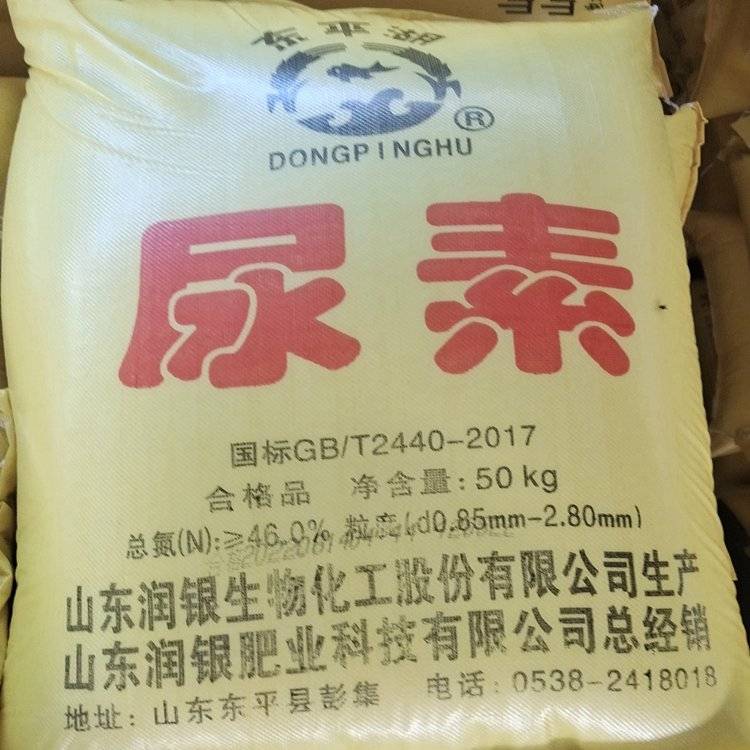 东平湖
®
DONGPINGHU
尿素
国标GB/T2440-2017
合格品 净含量:50kg
总氮(N):≥46.0% 粒度(d0.85mm-2.80mm)
山东润银生物化工股份有限公司生产
山东润银肥业科技有限公司总经销
地址:山东东平县彭集 电话:0538-2418018